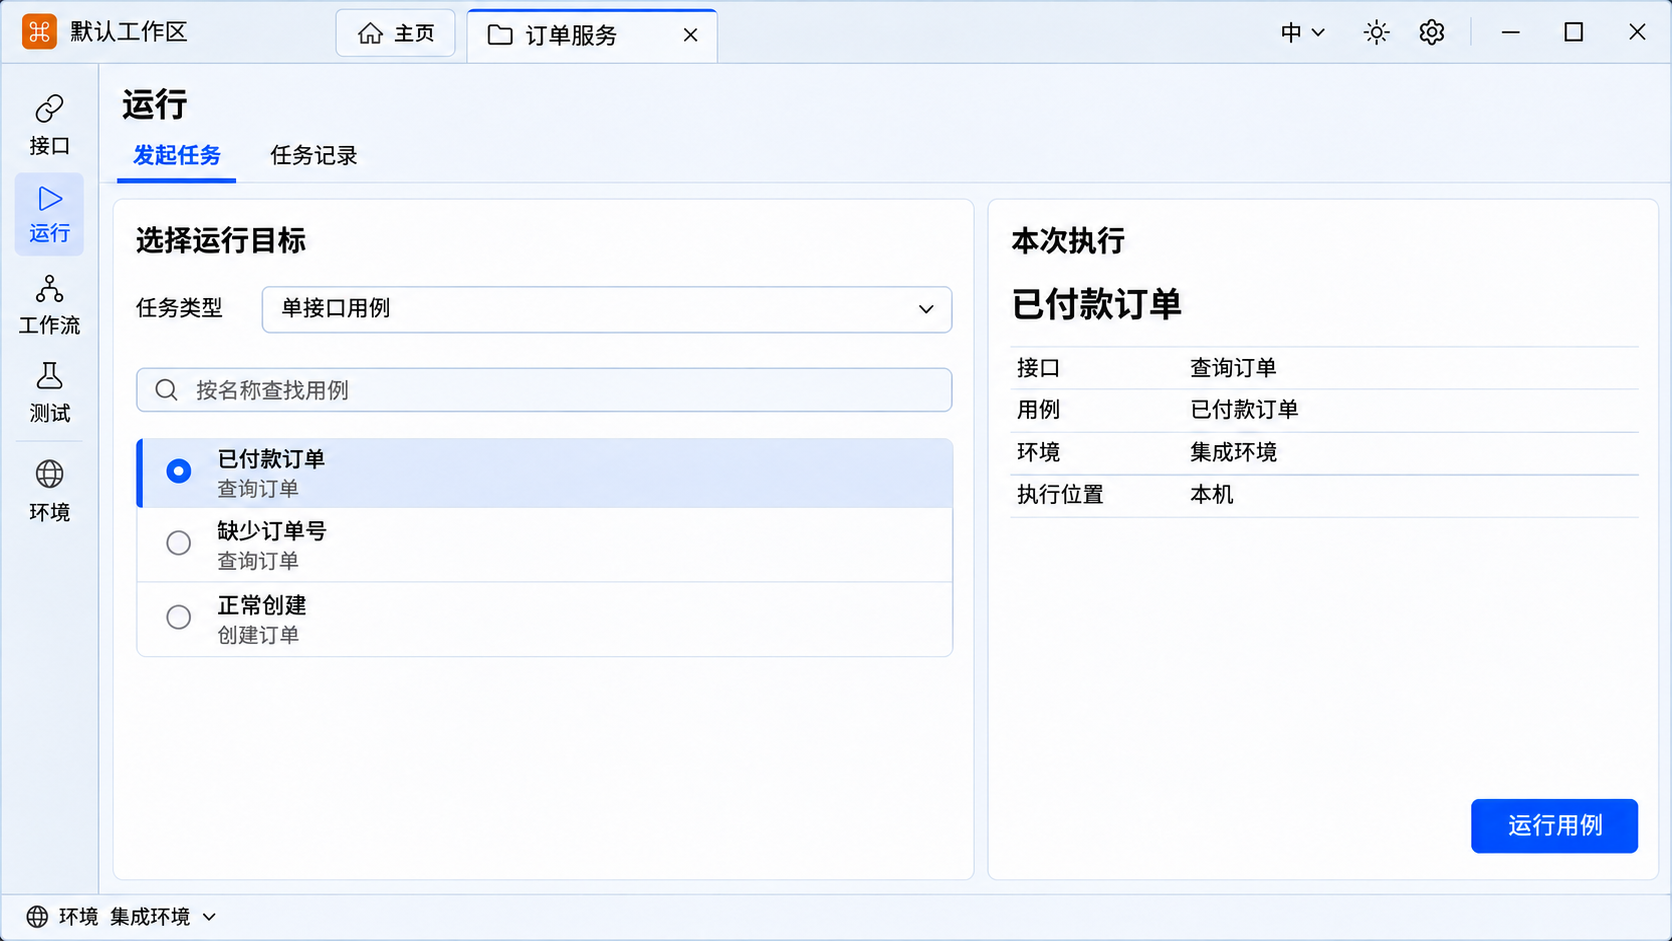 默认工作区
主页
订单服务
中
接口
运行
工作流
测试
环境
运行
发起任务
任务记录
选择运行目标
任务类型
单接口用例
按名称查找用例
已付款订单
查询订单
缺少订单号
查询订单
正常创建
创建订单
本次执行
已付款订单
接口 查询订单
用例 已付款订单
环境 集成环境
执行位置 本机
运行用例
环境 集成环境